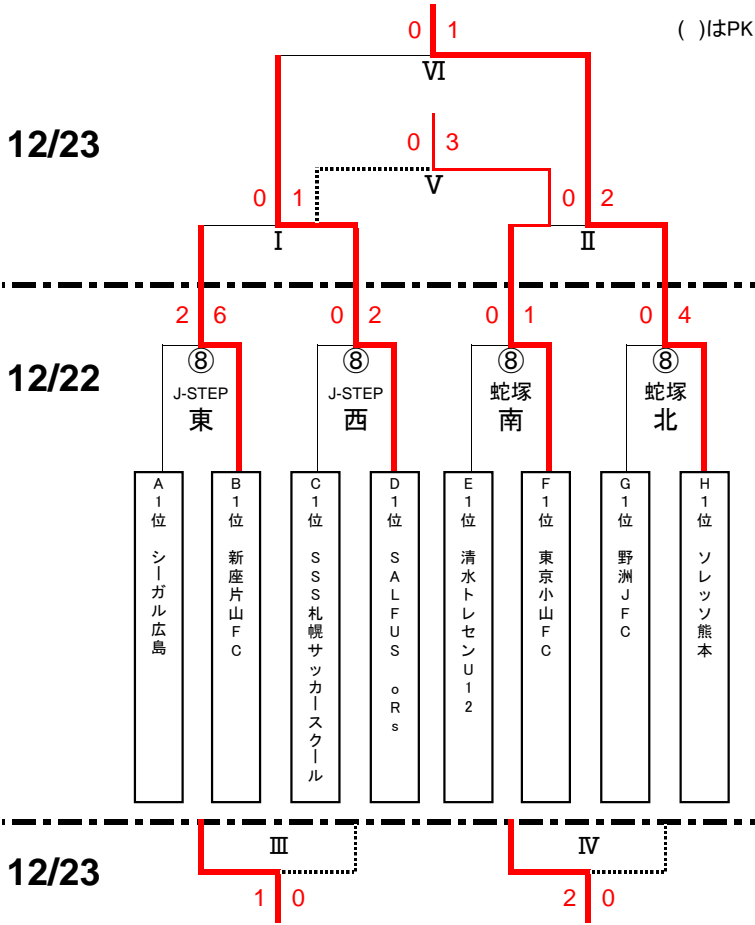 0 1
( )はPK
Ⅵ
12/23
0 3
Ⅴ
0 1
0 2
Ⅰ
Ⅱ
2 6
0 2
0 1
0 4
12/22
⑧
J-STEP
東
⑧
J-STEP
西
⑧
蛇塚
南
⑧
蛇塚
北
A1位 シーガル広島
B1位 新座片山FC
C1位 SSS札幌サッカースクール
D1位 SALFUS oRs
E1位 清水トレセンU12
F1位 東京小山FC
G1位 野洲JFC
H1位 ソレッソ熊本
Ⅲ
Ⅳ
12/23
1 0
2 0